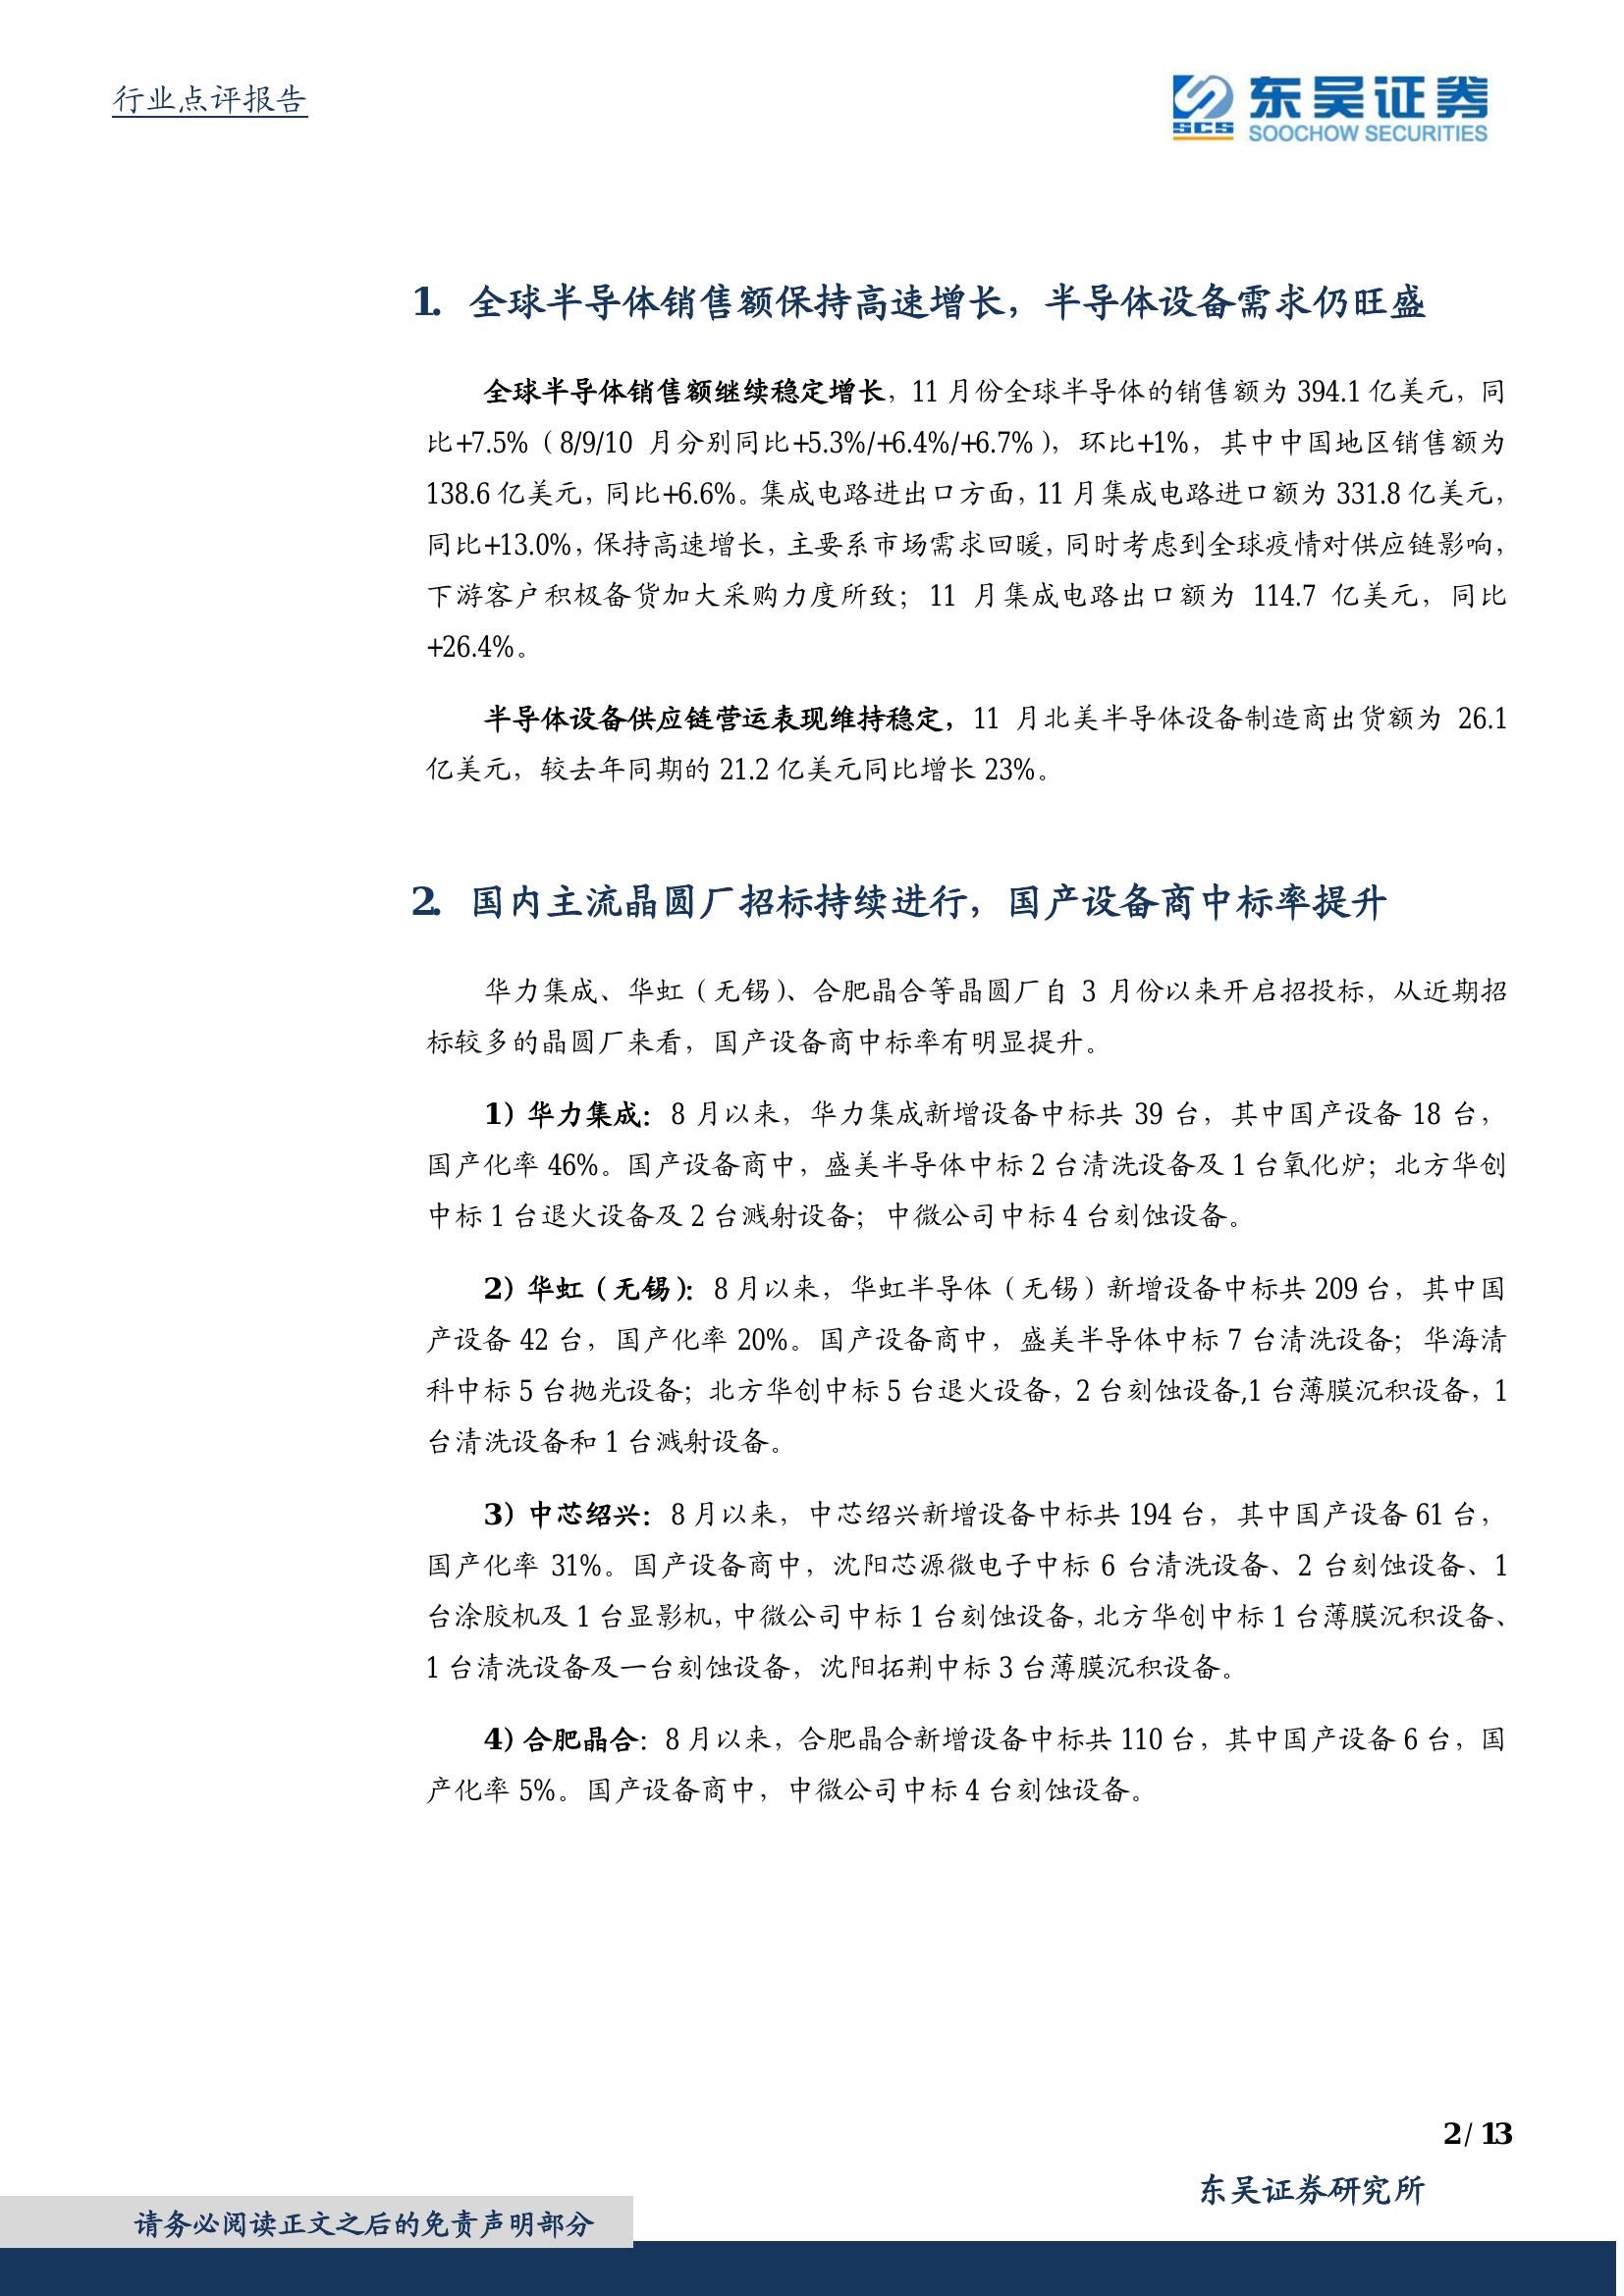 行业点评报告
东吴证券
SCS
SOOCHOW SECURITIES
1. 全球半导体销售额保持高速增长，半导体设备需求仍旺盛
全球半导体销售额继续稳定增长，11 月份全球半导体的销售额为 394.1 亿美元，同
比+7.5%（8/9/10 月分别同比+5.3%/+6.4%/+6.7%），环比+1%，其中中国地区销售额为
138.6 亿美元，同比+6.6%。集成电路进出口方面，11 月集成电路进口额为 331.8 亿美元，
同比+13.0%，保持高速增长，主要系市场需求回暖，同时考虑到全球疫情对供应链影响，
下游客户积极备货加大采购力度所致；11 月集成电路出口额为 114.7 亿美元，同比
+26.4%。
半导体设备供应链营运表现维持稳定，11 月北美半导体设备制造商出货额为 26.1
亿美元，较去年同期的 21.2 亿美元同比增长 23%。
2. 国内主流晶圆厂招标持续进行，国产设备商中标率提升
华力集成、华虹（无锡）、合肥晶合等晶圆厂自 3 月份以来开启招投标，从近期招
标较多的晶圆厂来看，国产设备商中标率有明显提升。
1）华力集成：8 月以来，华力集成新增设备中标共 39 台，其中国产设备 18 台，
国产化率 46%。国产设备商中，盛美半导体中标 2 台清洗设备及 1 台氧化炉；北方华创
中标 1 台退火设备及 2 台溅射设备；中微公司中标 4 台刻蚀设备。
2）华虹（无锡）：8 月以来，华虹半导体（无锡）新增设备中标共 209 台，其中国
产设备 42 台，国产化率 20%。国产设备商中，盛美半导体中标 7 台清洗设备；华海清
科中标 5 台抛光设备；北方华创中标 5 台退火设备，2 台刻蚀设备,1 台薄膜沉积设备，1
台清洗设备和 1 台溅射设备。
3）中芯绍兴：8 月以来，中芯绍兴新增设备中标共 194 台，其中国产设备 61 台，
国产化率 31%。国产设备商中，沈阳芯源微电子中标 6 台清洗设备、2 台刻蚀设备、1
台涂胶机及 1 台显影机，中微公司中标 1 台刻蚀设备，北方华创中标 1 台薄膜沉积设备、
1 台清洗设备及一台刻蚀设备，沈阳拓荆中标 3 台薄膜沉积设备。
4）合肥晶合：8 月以来，合肥晶合新增设备中标共 110 台，其中国产设备 6 台，国
产化率 5%。国产设备商中，中微公司中标 4 台刻蚀设备。
2 / 13
东吴证券研究所
请务必阅读正文之后的免责声明部分